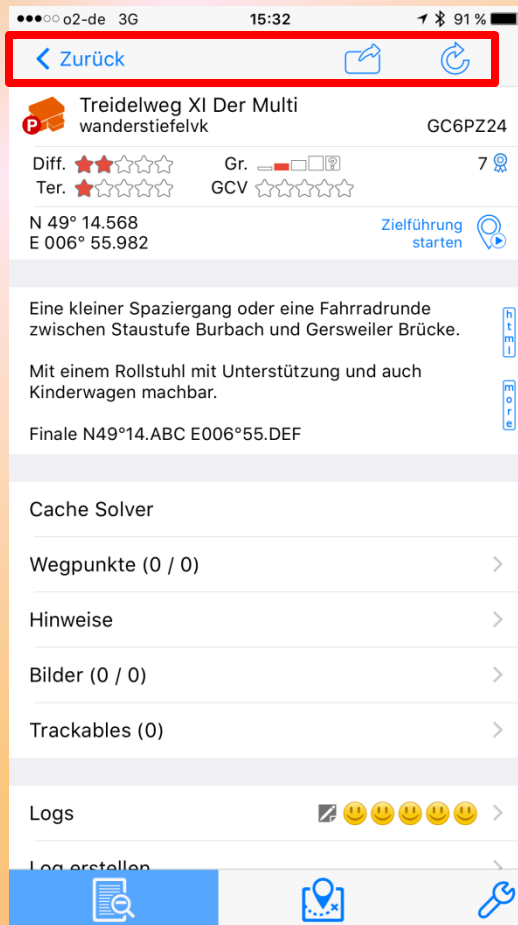 o2-de 3G 15:32 91 %
Zurück
Treidelweg XI Der Multi
P wanderstiefelvk GC6PZ24
Diff. Gr. ? 7
Ter. GCV
N 49° 14.568 Zielführung
E 006° 55.982 starten
Eine kleiner Spaziergang oder eine Fahrradrunde
zwischen Staustufe Burbach und Gersweiler Brücke.
html
Mit einem Rollstuhl mit Unterstützung und auch
Kinderwagen machbar.
more
Finale N49°14.ABC E006°55.DEF
Cache Solver
Wegpunkte (0 / 0)
Hinweise
Bilder (0 / 0)
Trackables (0)
Logs
Log erstellen